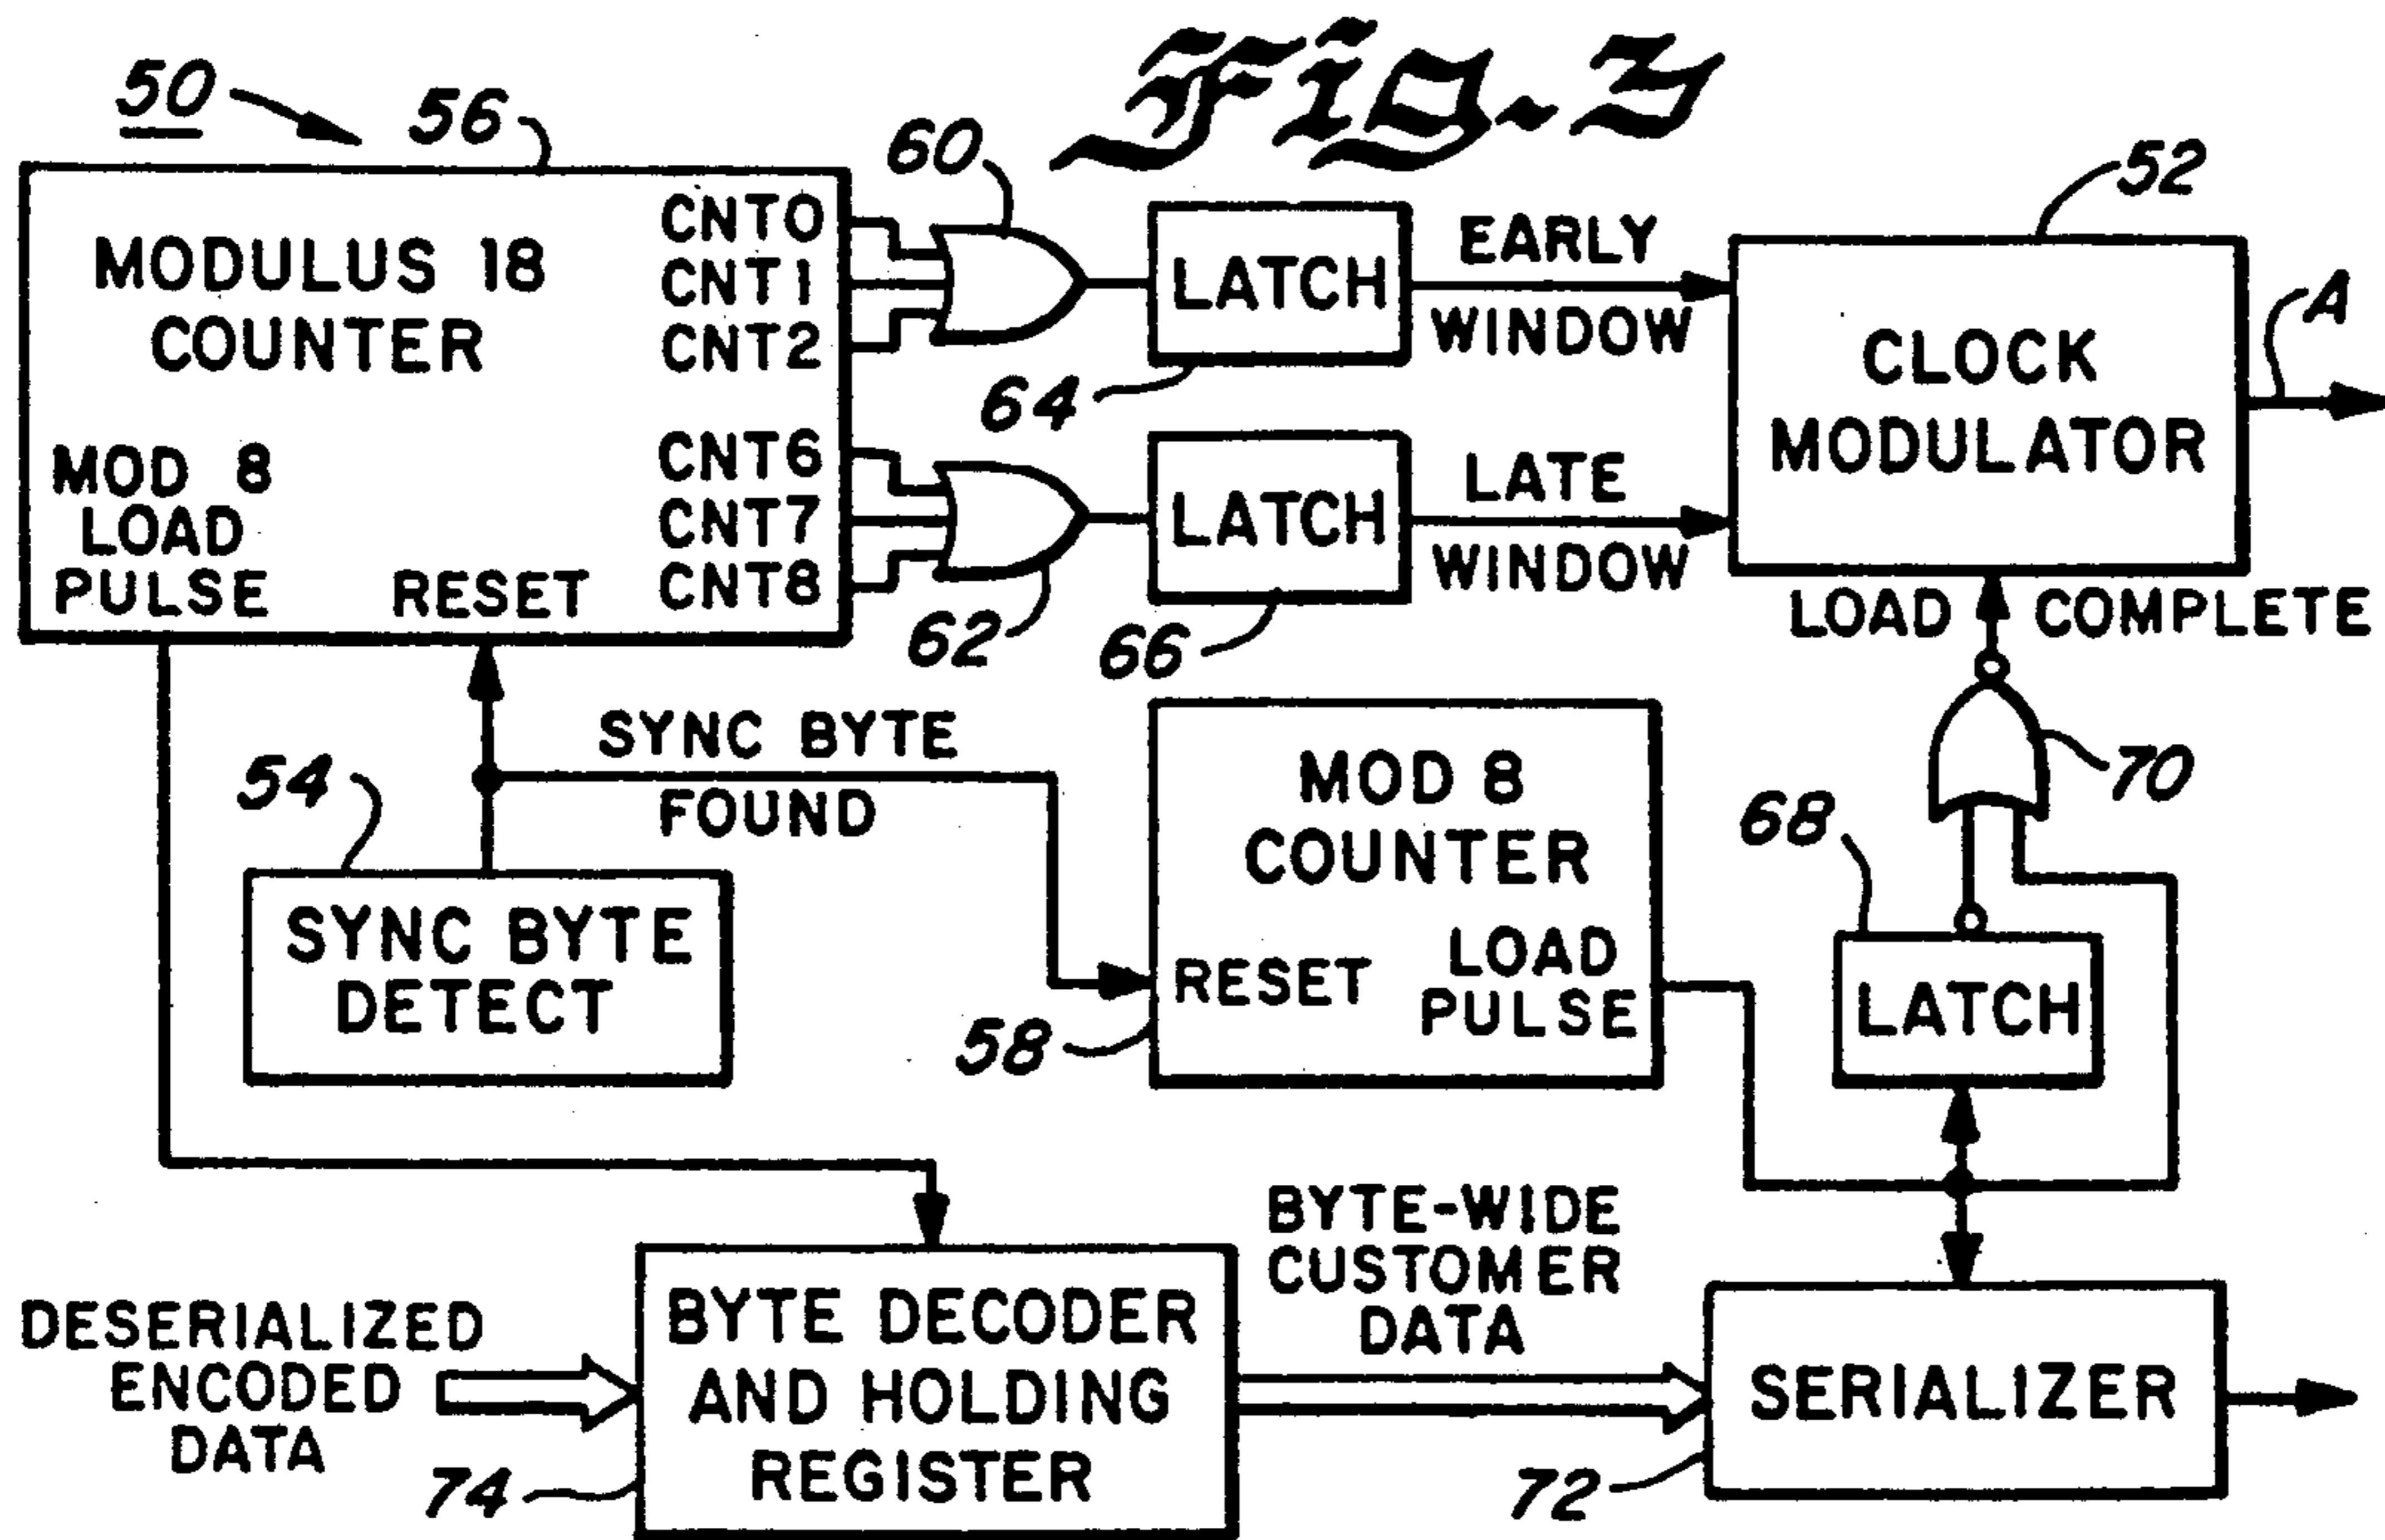 Fig. 3
50
56
60
52
MODULUS 18
COUNTER
CNT0
CNT1
CNT2
CNT6
CNT7
CNT8
MOD 8
LOAD
PULSE
RESET
LATCH
64
EARLY
WINDOW
CLOCK
MODULATOR
A
62
LATCH
66
LATE
WINDOW
LOAD COMPLETE
SYNC BYTE
FOUND
54
SYNC BYTE
DETECT
MOD 8
COUNTER
RESET
LOAD
PULSE
58
68
70
LATCH
DESERIALIZED
ENCODED
DATA
BYTE DECODER
AND HOLDING
REGISTER
74
BYTE-WIDE
CUSTOMER
DATA
SERIALIZER
72